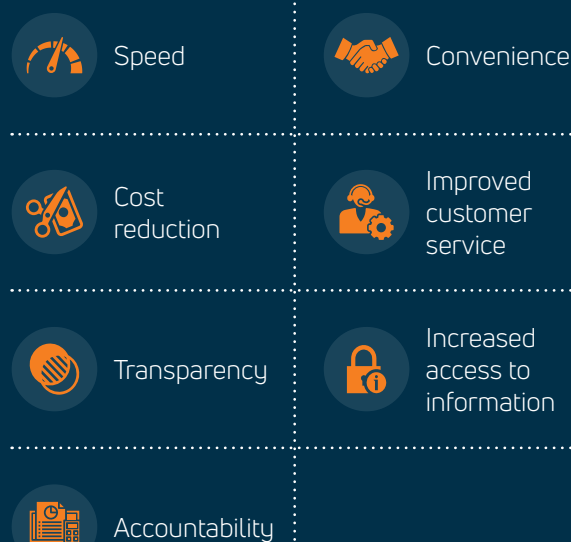 Speed
Convenience
Cost
reduction
Improved
customer
service
Transparency
Increased
access to
information
Accountability